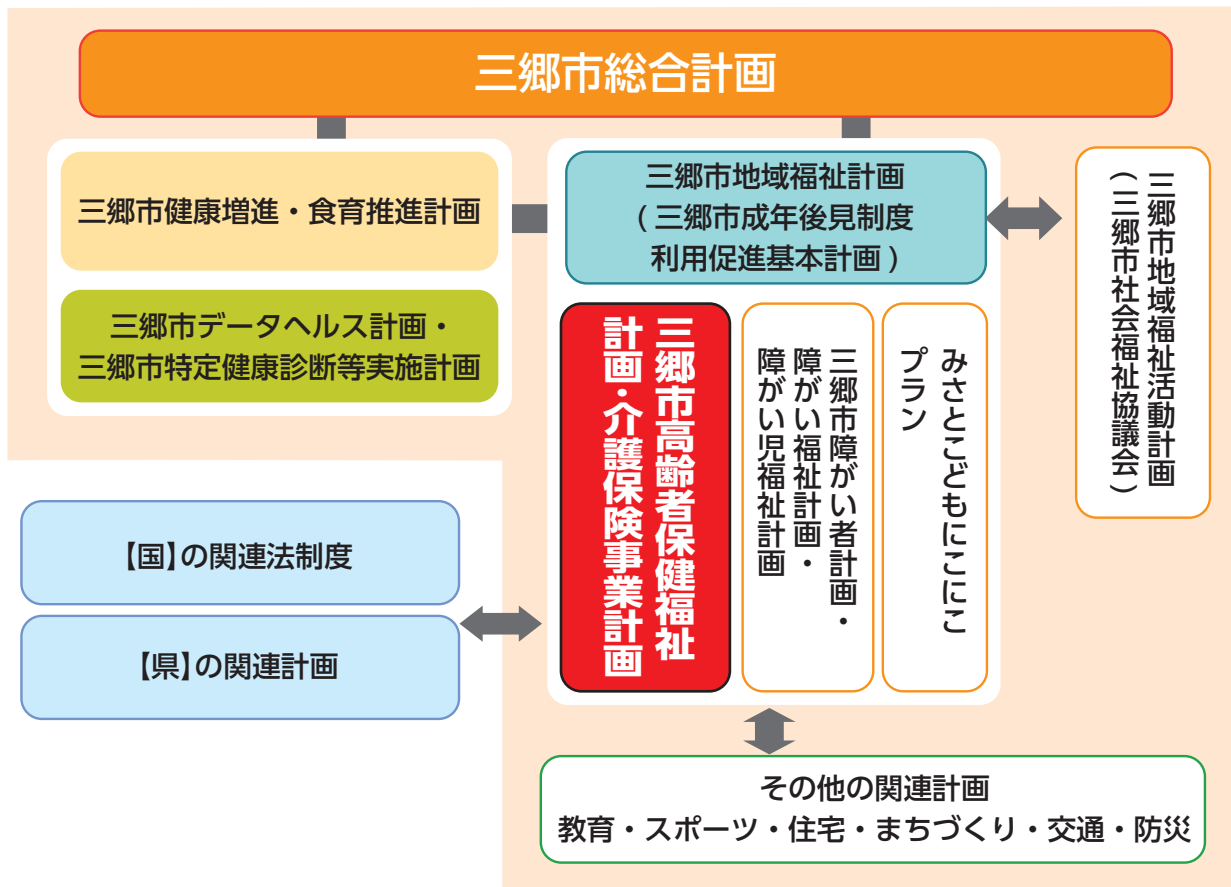 三郷市総合計画
三郷市健康増進・食育推進計画
三郷市データヘルス計画・
三郷市特定健康診断等実施計画
三郷市地域福祉計画
(三郷市成年後見制度
利用促進基本計画)
三郷市高齢者保健福祉
計画・介護保険事業計画
三郷市障がい者計画・
障がい福祉計画・
障がい児福祉計画
みさとこどもにこにこ
プラン
三郷市地域福祉活動計画
(三郷市社会福祉協議会)
【国】の関連法制度
【県】の関連計画
その他の関連計画
教育・スポーツ・住宅・まちづくり・交通・防災